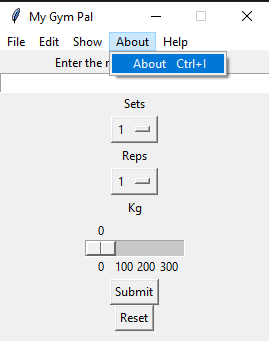 My Gym Pal
File Edit Show About Help
About Ctrl+I
Enter the
Sets
1
Reps
1
Kg
0
0 100 200 300
Submit
Reset